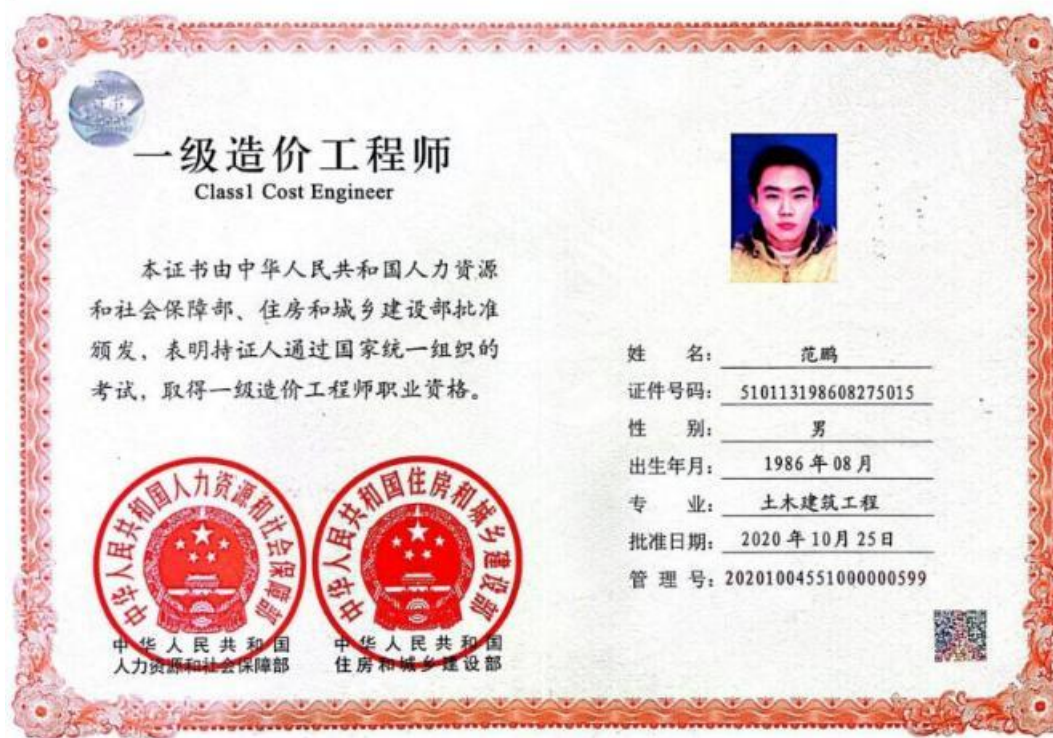 一级造价工程师
Class1 Cost Engineer
本证书由中华人民共和国人力资源
和社会保障部、住房和城乡建设部批准
颁发，表明持证人通过国家统一组织的
考试，取得一级造价工程师职业资格。
中华人民共和国人力资源和社会保障部
中华人民共和国住房和城乡建设部
中华人民共和国
人力资源和社会保障部
中华人民共和国
住房和城乡建设部
姓 名: 范鹏
证件号码: 510113198608275015
性 别: 男
出生年月: 1986年08月
专 业: 土木建筑工程
批准日期: 2020年10月25日
管 理 号: 20201004551000000599